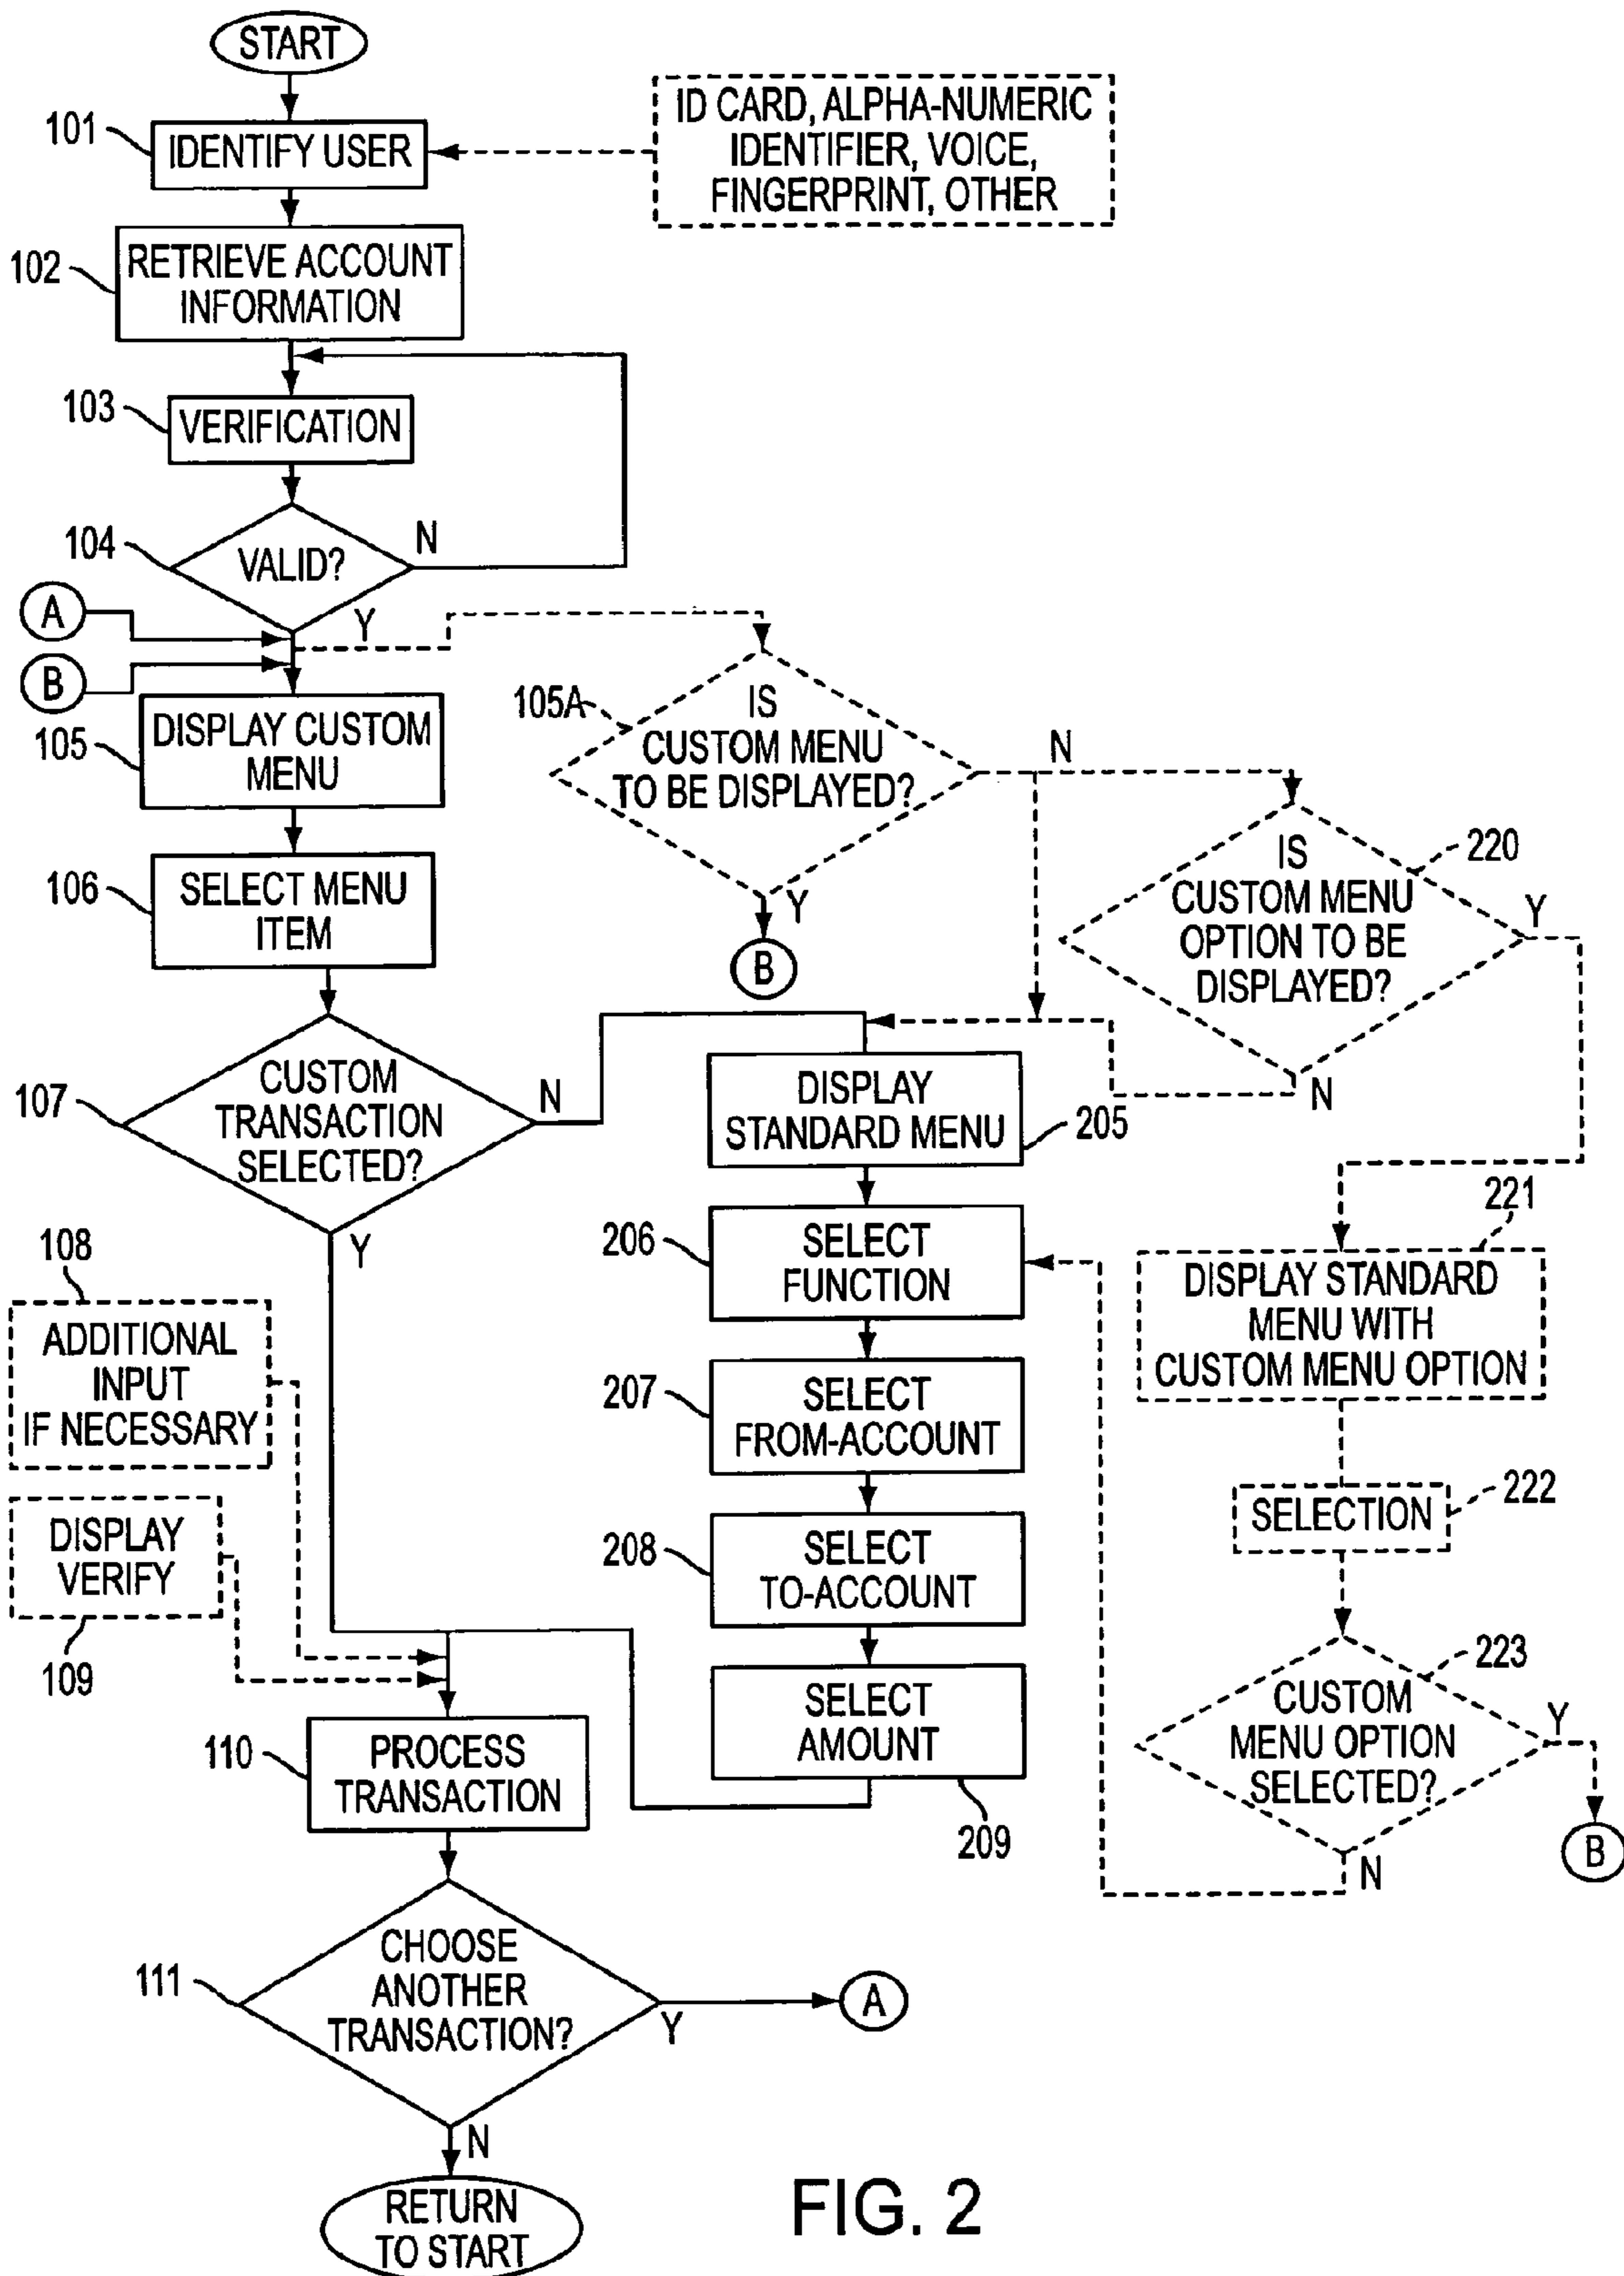 START
101
IDENTIFY USER
ID CARD, ALPHA-NUMERIC
IDENTIFIER, VOICE,
FINGERPRINT, OTHER
102
RETRIEVE ACCOUNT
INFORMATION
103
VERIFICATION
104
VALID?
N
Y
A
B
105
DISPLAY CUSTOM
MENU
105A
IS
CUSTOM MENU
TO BE DISPLAYED?
N
Y
B
220
IS
CUSTOM MENU
OPTION TO BE
DISPLAYED?
Y
N
106
SELECT MENU
ITEM
107
CUSTOM
TRANSACTION
SELECTED?
N
Y
DISPLAY
STANDARD MENU
205
206
SELECT
FUNCTION
207
SELECT
FROM-ACCOUNT
208
SELECT
TO-ACCOUNT
SELECT
AMOUNT
209
221
DISPLAY STANDARD
MENU WITH
CUSTOM MENU OPTION
SELECTION
222
223
CUSTOM
MENU OPTION
SELECTED?
Y
B
N
108
ADDITIONAL
INPUT
IF NECESSARY
DISPLAY
VERIFY
109
110
PROCESS
TRANSACTION
111
CHOOSE
ANOTHER
TRANSACTION?
Y
A
N
RETURN
TO START
FIG. 2